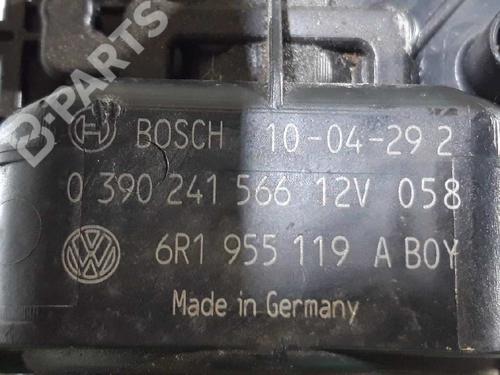 BOSCH 10-04-29 2
0 390 241 566 12V 058
6R1 955 119 A BOY
Made in Germany
B-PARTS